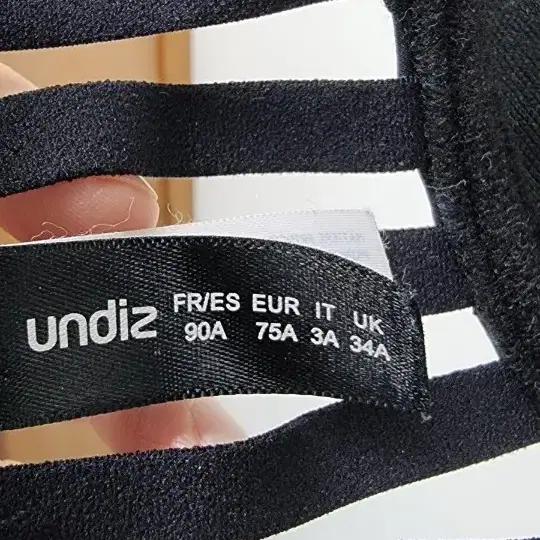 undiz
FR/ES EUR IT UK
90A 75A 3A 34A